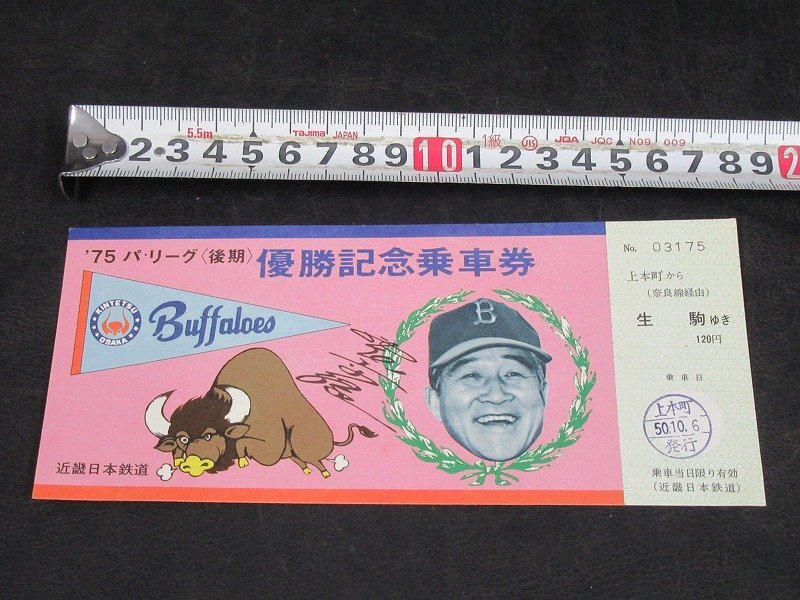 5.5m Tajima JAPAN 1級 JIS JQA JQC N09 009
2 3 4 5 6 7 8 9 10 1 2 3 4 5 6 7 8 9 2
'75 パ・リーグ〈後期〉優勝記念乗車券
KINTETSU
OSAKA
Buffaloes
B
近畿日本鉄道
No. 03175
上本町から
(奈良線経由)
生駒ゆき
120円
乗車日
上本町
50.10.6
発行
乗車当日限り有効
(近畿日本鉄道)